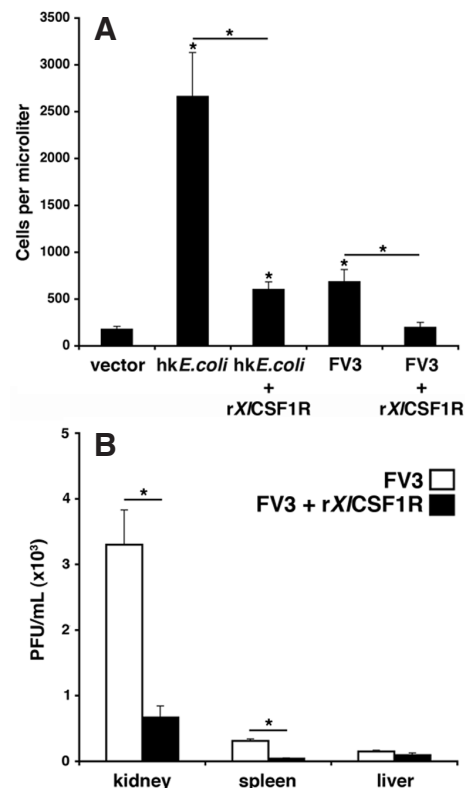 A
3500
3000
2500
2000
1500
1000
500
0
Cells per microliter
*
*
*
*
*
vector hkE.coli hkE.coli FV3 FV3
+ +
rXlCSF1R rXlCSF1R
B
5
4
3
2
1
0
PFU/mL (x10³)
FV3
FV3 + rXlCSF1R
*
*
kidney spleen liver